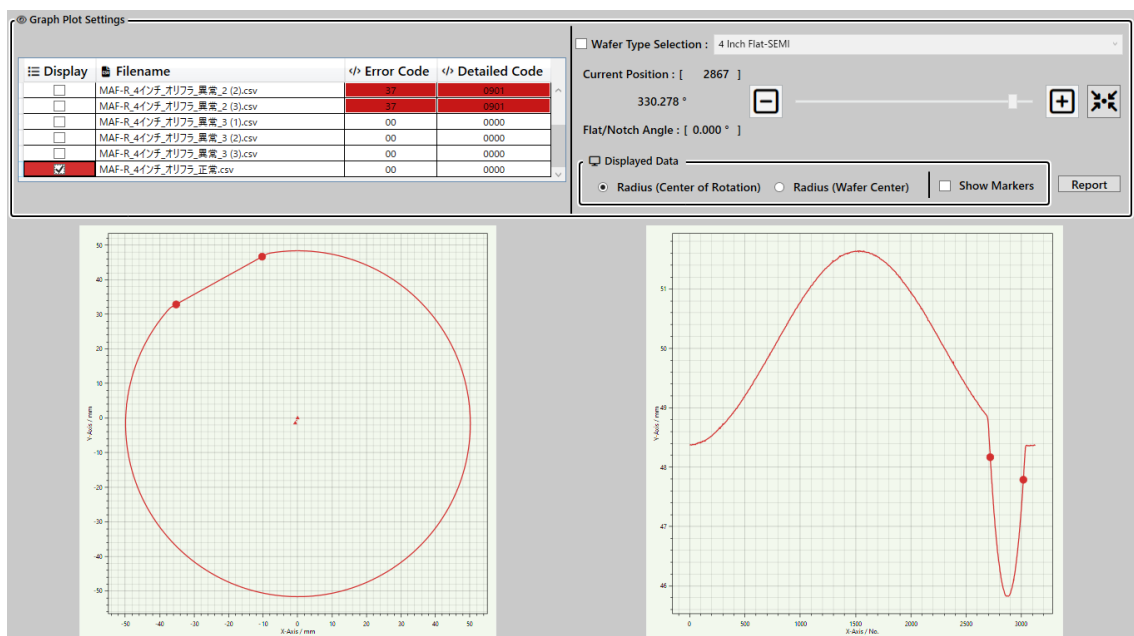 Graph Plot Settings
Display Filename </> Error Code </> Detailed Code
MAF-R_4インチ_オリフラ_異常_2 (2).csv 37 0901
MAF-R_4インチ_オリフラ_異常_2 (3).csv 37 0901
MAF-R_4インチ_オリフラ_異常_3 (1).csv 00 0000
MAF-R_4インチ_オリフラ_異常_3 (2).csv 00 0000
MAF-R_4インチ_オリフラ_異常_3 (3).csv 00 0000
MAF-R_4インチ_オリフラ_正常.csv 00 0000
Wafer Type Selection : 4 Inch Flat-SEMI
Current Position : [ 2867 ]
330.278 °
Flat/Notch Angle : [ 0.000 ° ]
Displayed Data
Radius (Center of Rotation) Radius (Wafer Center) Show Markers Report
50
40
30
20
10
0
-10
-20
-30
-40
-50
Y-Axis / mm
-50 -40 -30 -20 -10 0 10 20 30 40 50
X-Axis / mm
51
50
49
48
47
46
Y-Axis / mm
0 500 1000 1500 2000 2500 3000
X-Axis / No.